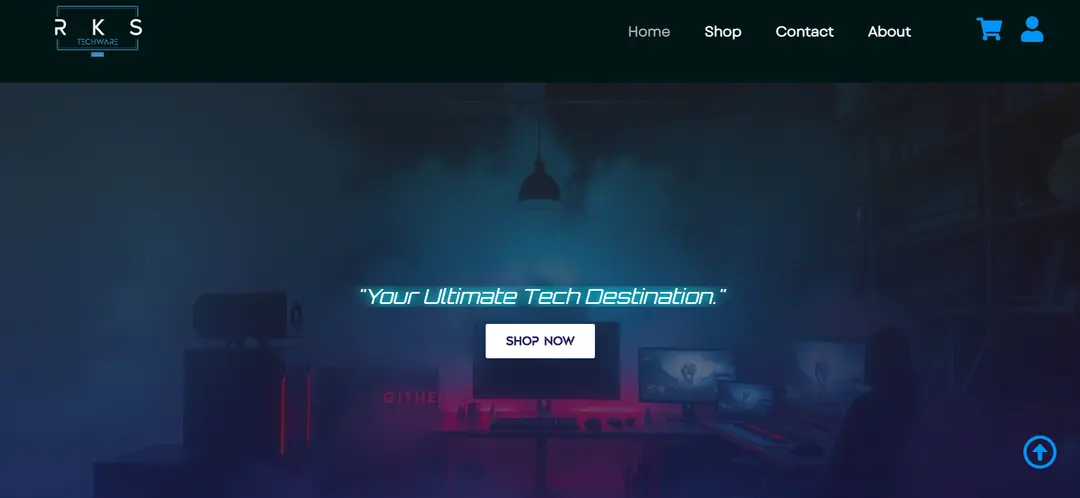 R K S
TECHWARE
Home
Shop
Contact
About
"Your Ultimate Tech Destination."
SHOP NOW
GITHE